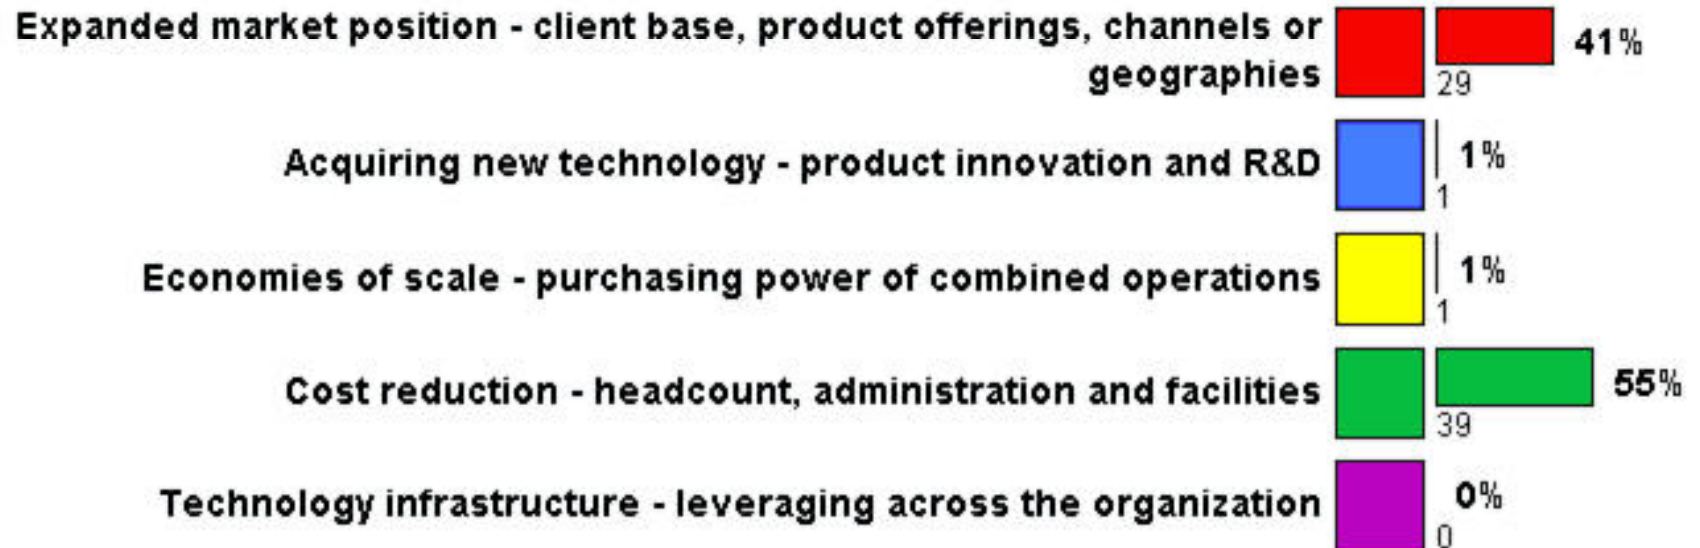 Expanded market position - client base, product offerings, channels or
geographies
41%
29
Acquiring new technology - product innovation and R&D
1%
1
Economies of scale - purchasing power of combined operations
1%
1
Cost reduction - headcount, administration and facilities
55%
39
Technology infrastructure - leveraging across the organization
0%
0